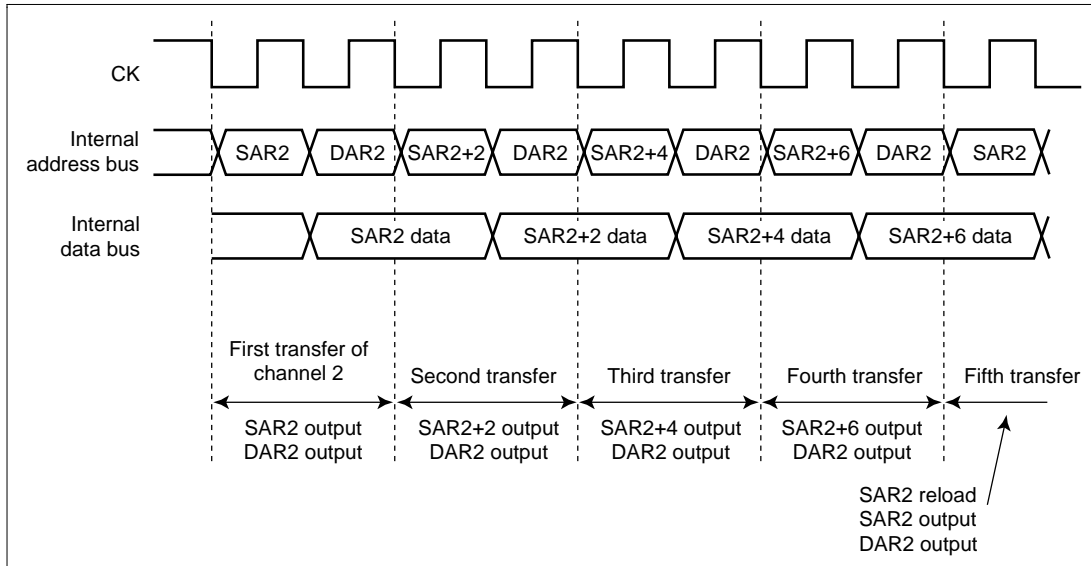 CK
Internal
address bus
SAR2 DAR2 SAR2+2 DAR2 SAR2+4 DAR2 SAR2+6 DAR2 SAR2
Internal
data bus
SAR2 data SAR2+2 data SAR2+4 data SAR2+6 data
First transfer of
channel 2
Second transfer Third transfer Fourth transfer Fifth transfer
SAR2 output SAR2+2 output SAR2+4 output SAR2+6 output
DAR2 output DAR2 output DAR2 output DAR2 output
SAR2 reload
SAR2 output
DAR2 output